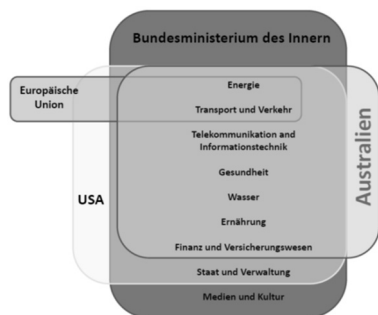 Bundesministerium des Innern
Europäische
Union
Energie
Transport und Verkehr
Telekommunikation and
Informationstechnik
Gesundheit
Wasser
USA
Australien
Ernährung
Finanz und Versicherungswesen
Staat und Verwaltung
Medien und Kultur